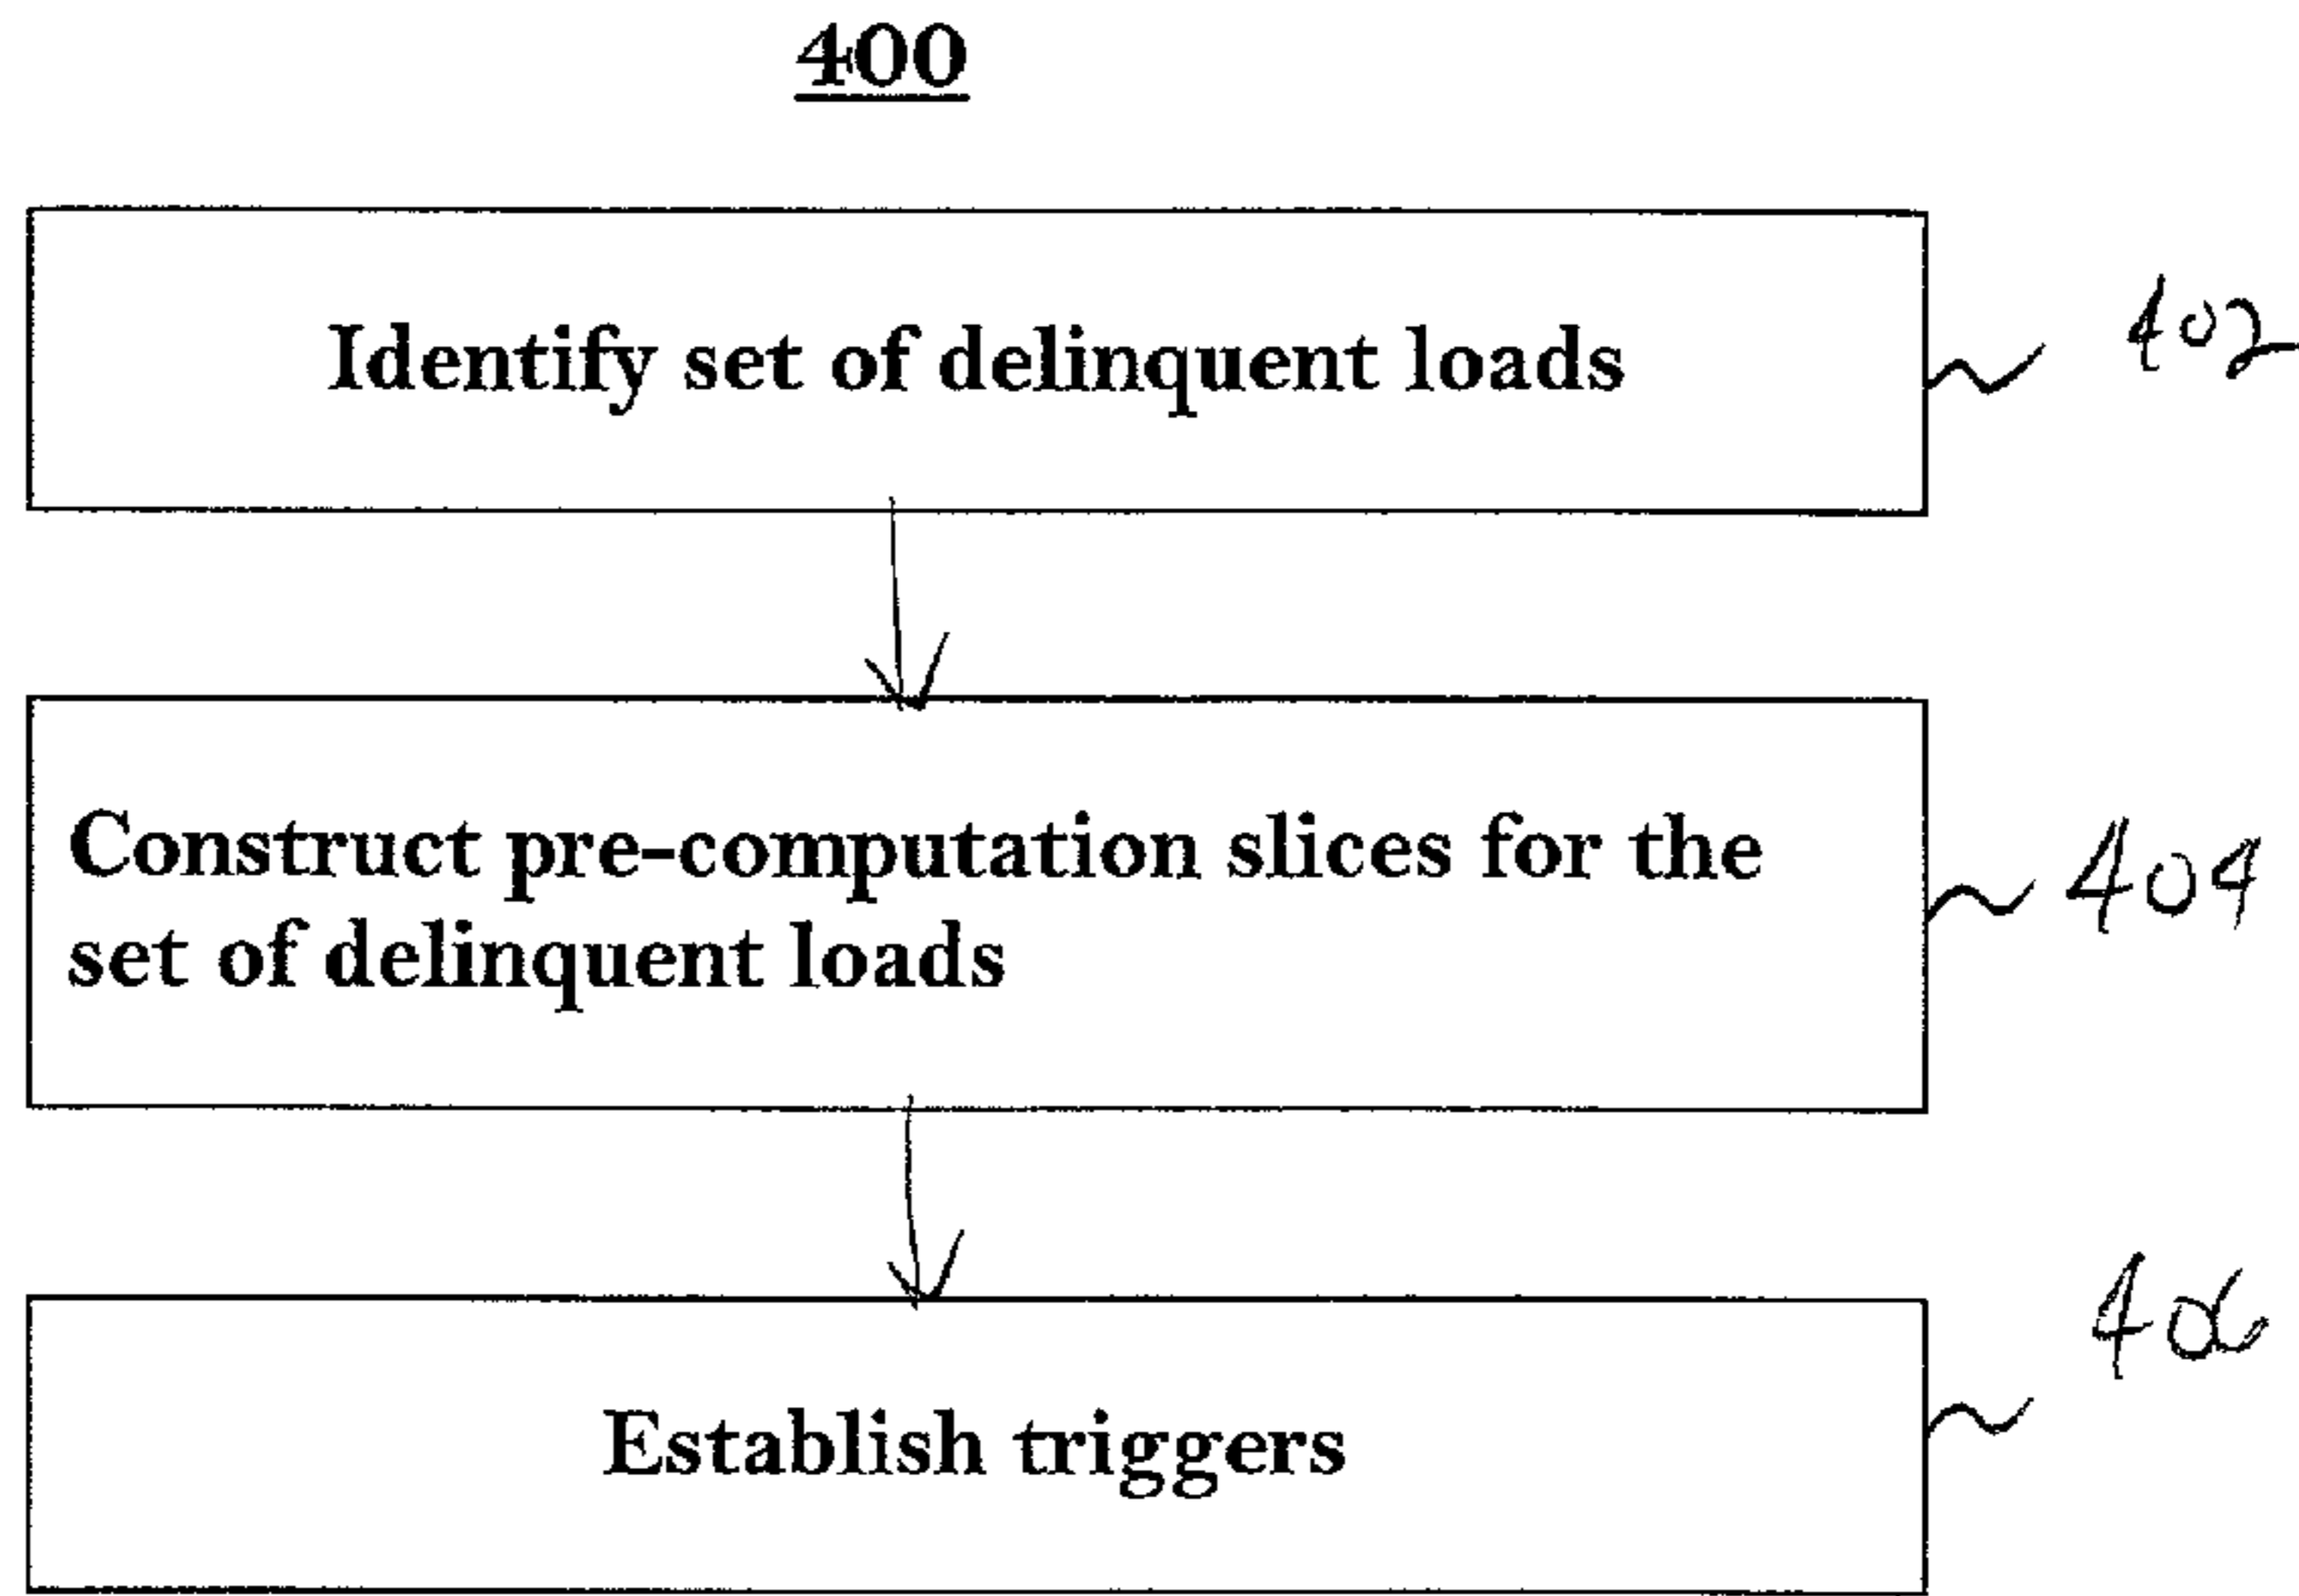 400
Identify set of delinquent loads
402
Construct pre-computation slices for the
set of delinquent loads
404
Establish triggers
406